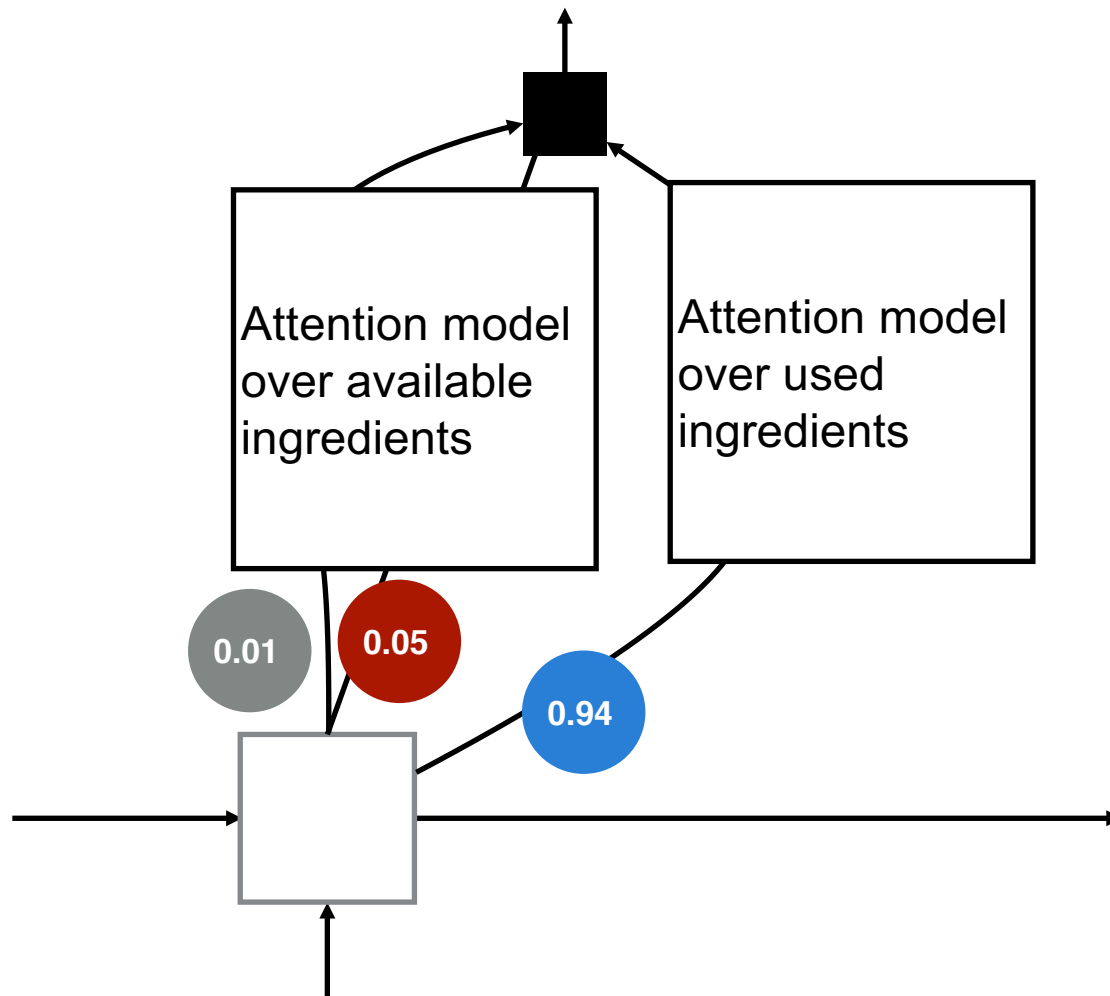 Attention model
over available
ingredients
Attention model
over used
ingredients
0.01
0.05
0.94